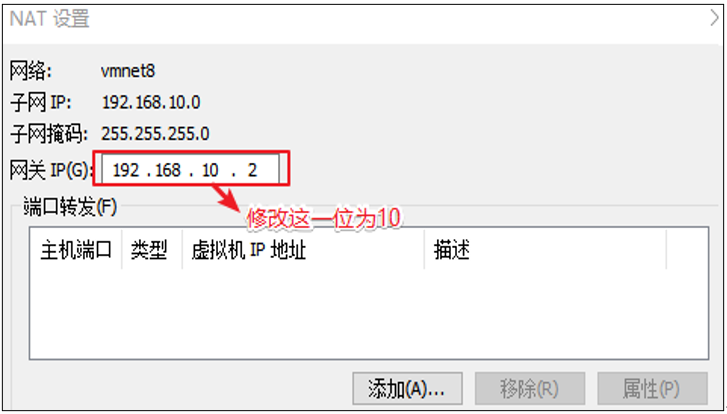 NAT 设置
网络: vmnet8
子网 IP: 192.168.10.0
子网掩码: 255.255.255.0
网关 IP(G): 192 . 168 . 10 . 2
修改这一位为10
端口转发(F)
主机端口 类型 虚拟机 IP 地址 描述
添加(A)... 移除(R) 属性(P)